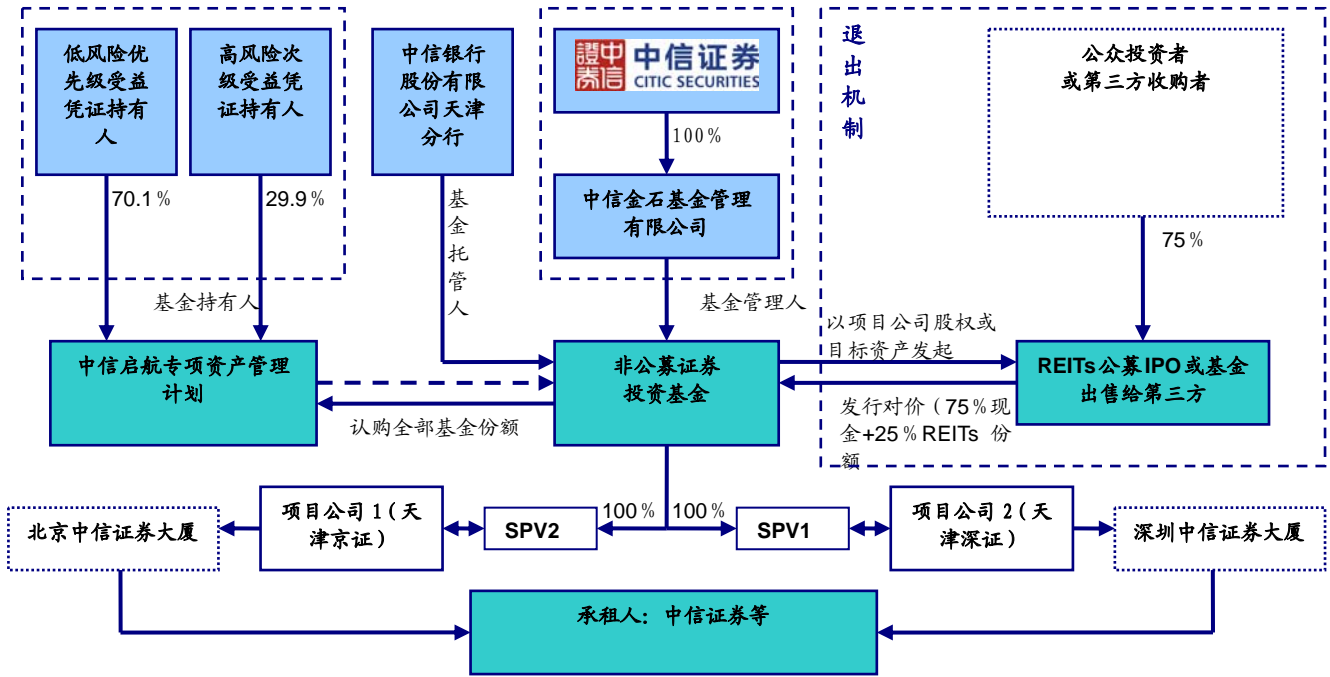 低风险优
先级受益
凭证持有
人
高风险次
级受益凭
证持有人
中信银行
股份有限
公司天津
分行
證中
券信
中信证券
CITIC SECURITIES
退出机制
公众投资者
或第三方收购者
100%
70.1%
29.9%
基金托管人
中信金石基金管理
有限公司
75%
基金持有人
基金管理人
以项目公司股权或
目标资产发起
中信启航专项资产管理
计划
非公募证券
投资基金
REITs公募IPO或基金
出售给第三方
认购全部基金份额
发行对价（75%现
金+25%REITs 份
额
100%
100%
北京中信证券大厦
项目公司1（天
津京证）
SPV2
SPV1
项目公司2（天
津深证）
深圳中信证券大厦
承租人：中信证券等